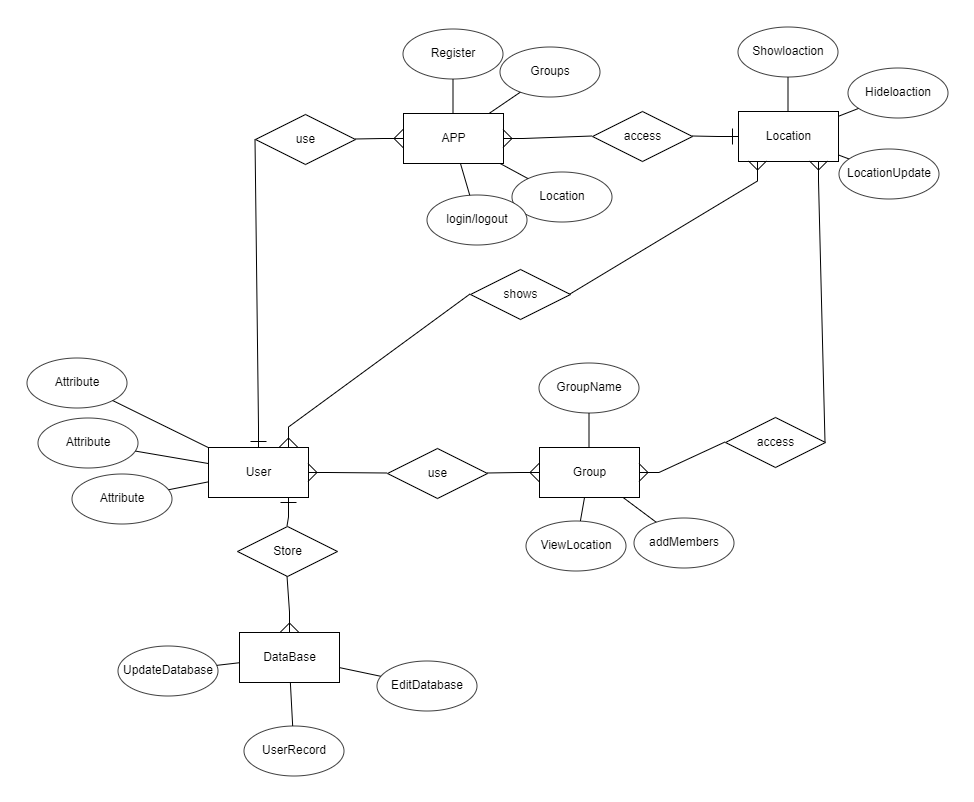 Register
Groups
Showloaction
Hideloaction
use
APP
access
Location
LocationUpdate
Location
login/logout
shows
Attribute
GroupName
Attribute
access
User
use
Group
Attribute
ViewLocation
addMembers
Store
DataBase
UpdateDatabase
EditDatabase
UserRecord